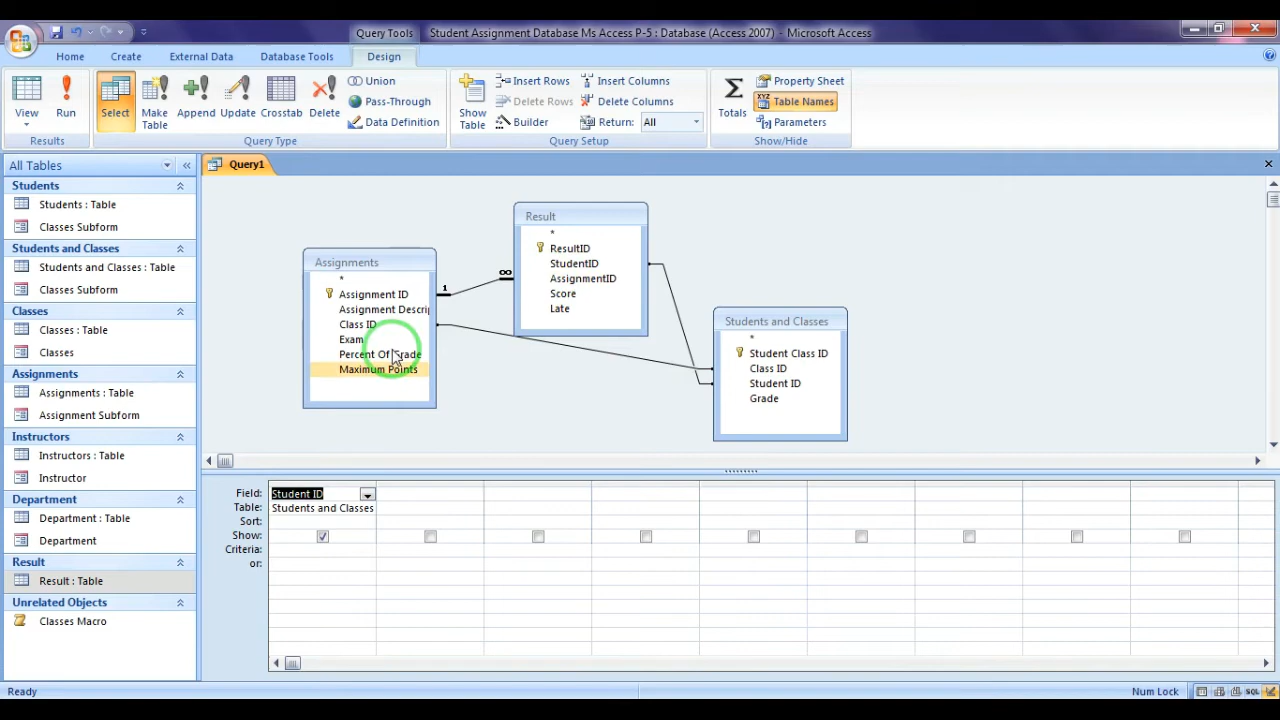 Query Tools
Student Assignment Database Ms Access P-5 : Database (Access 2007) - Microsoft Access
Home
Create
External Data
Database Tools
Design
View
Run
Results
Select
Make Table
Append
Update
Crosstab
Delete
Union
Pass-Through
Data Definition
Query Type
Show Table
Insert Rows
Delete Rows
Builder
Insert Columns
Delete Columns
Return: All
Query Setup
Totals
Property Sheet
XYZ Table Names
Parameters
Show/Hide
All Tables
Students
Students : Table
Classes Subform
Students and Classes
Students and Classes : Table
Classes Subform
Classes
Classes : Table
Classes
Assignments
Assignments : Table
Assignment Subform
Instructors
Instructors : Table
Instructor
Department
Department : Table
Department
Result
Result : Table
Unrelated Objects
Classes Macro
Query1
Assignments
*
Assignment ID
Assignment Descrip
Class ID
Exam
Percent Of Grade
Maximum Points
1
∞
Result
*
ResultID
StudentID
AssignmentID
Score
Late
Students and Classes
*
Student Class ID
Class ID
Student ID
Grade
Field: Student ID
Table: Students and Classes
Sort:
Show:
Criteria:
or:
Ready
Num Lock
SQL